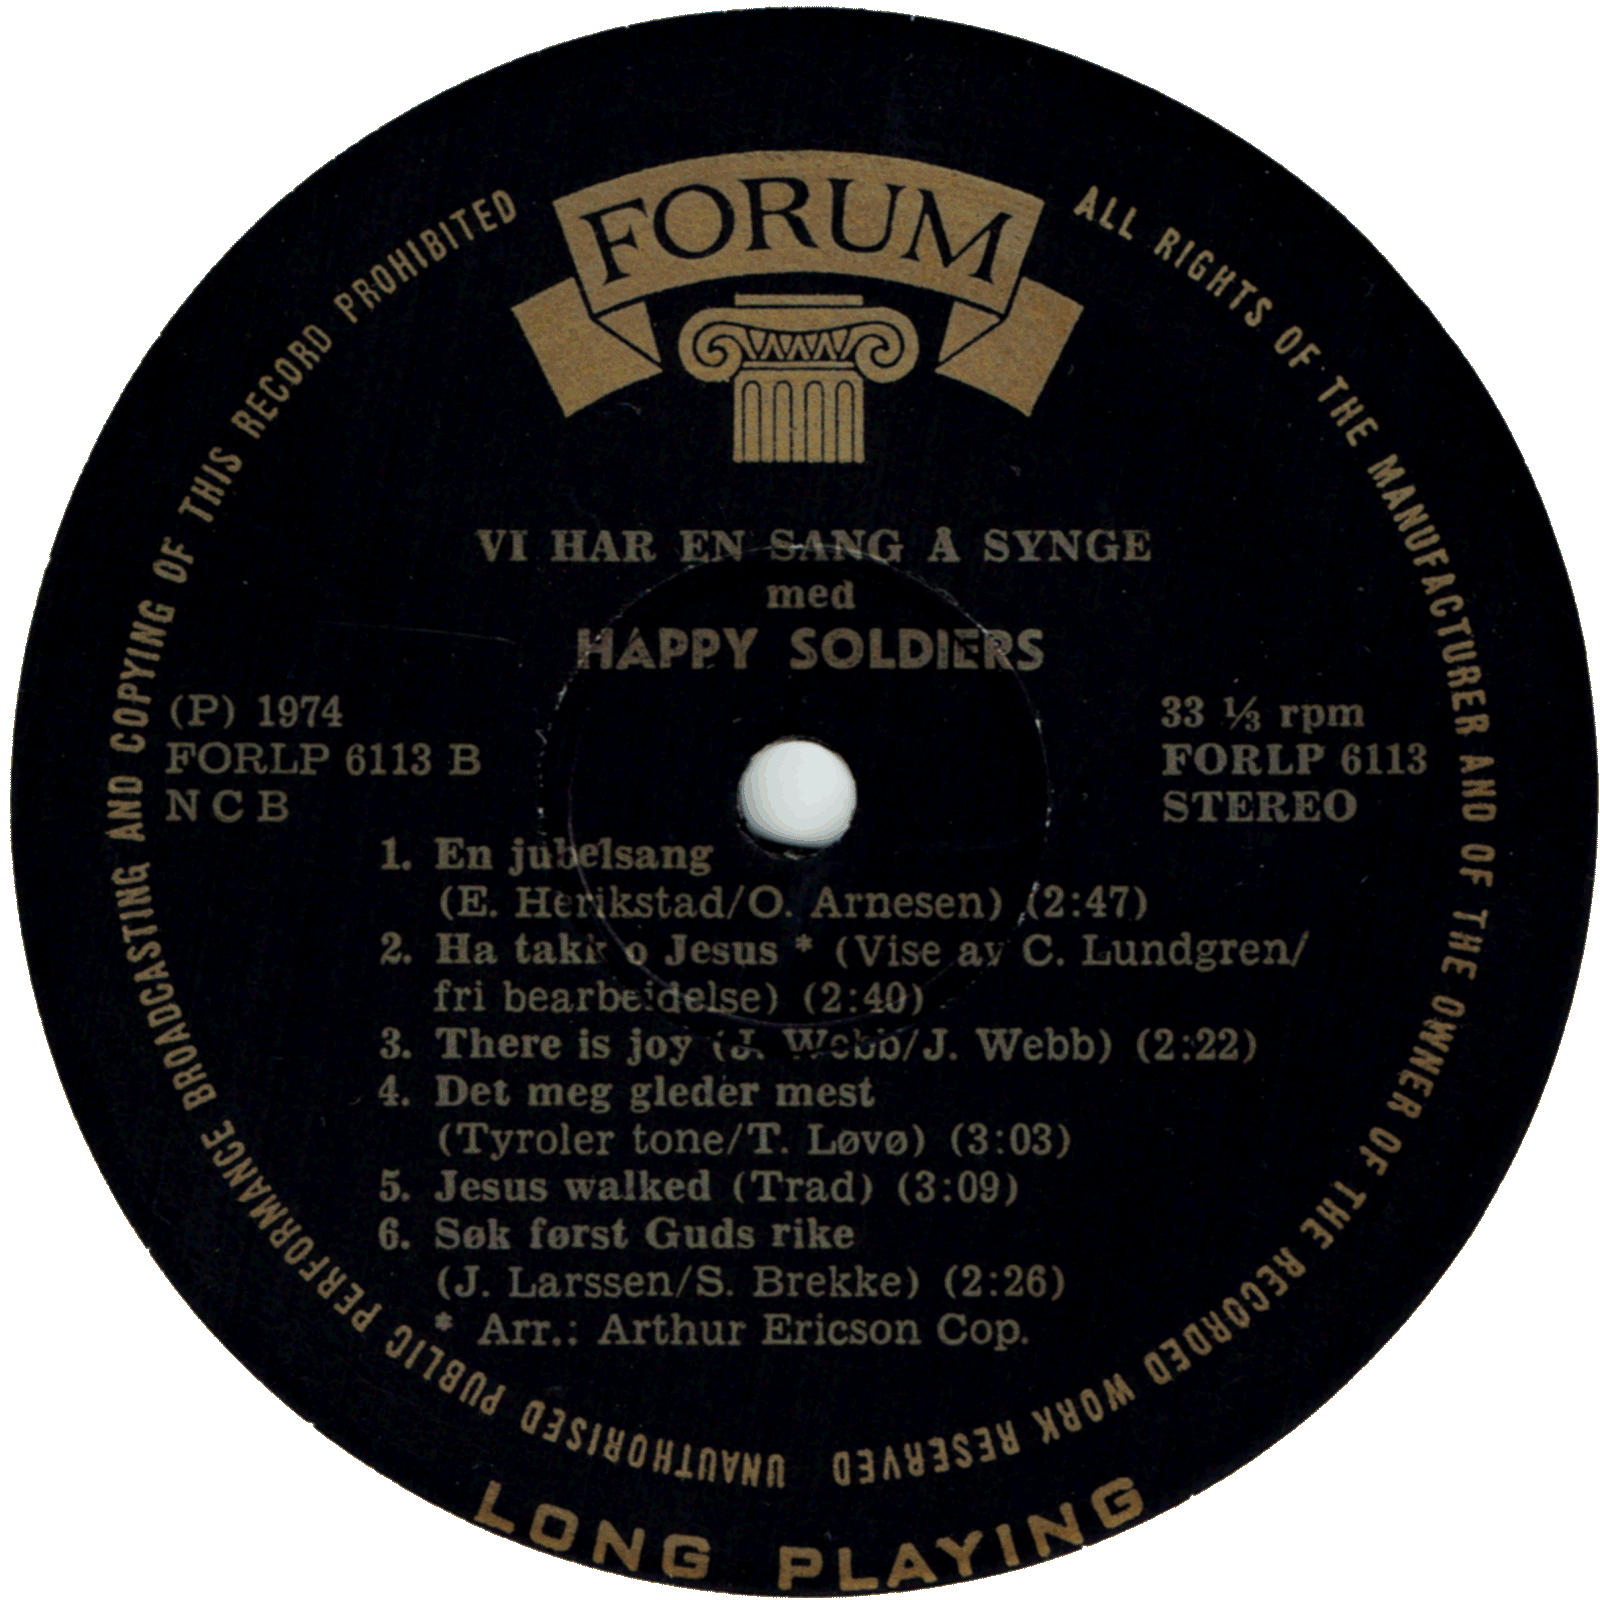 FORUM
ALL RIGHTS OF THE MANUFACTURER AND OF THE OWNER OF THE RECORDED WORK RESERVED
UNAUTHORISED PUBLIC PERFORMANCE BROADCASTING AND COPYING OF THIS RECORD PROHIBITED
VI HAR EN SANG Å SYNGE
med
HAPPY SOLDIERS
(P) 1974
FORLP 6113 B
N C B
33 ⅓ rpm
FORLP 6113
STEREO
1. En jubelsang
(E. Herikstad/O. Arnesen) (2:47)
2. Ha takk o Jesus * (Vise av C. Lundgren/
fri bearbeidelse) (2:40)
3. There is joy (J. Webb/J. Webb) (2:22)
4. Det meg gleder mest
(Tyroler tone/T. Løvø) (3:03)
5. Jesus walked (Trad) (3:09)
6. Søk først Guds rike
(J. Larssen/S. Brekke) (2:26)
* Arr.: Arthur Ericson Cop.
LONG PLAYING